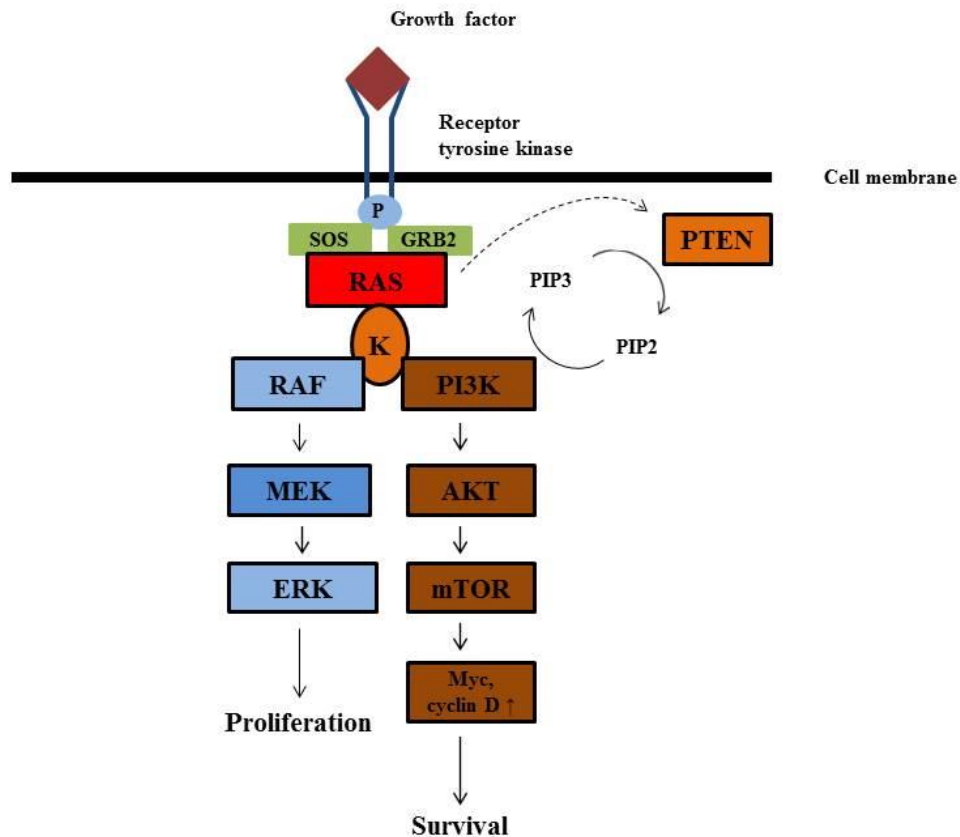 Growth factor
Receptor
tyrosine kinase
Cell membrane
P
SOS
GRB2
PTEN
RAS
PIP3
K
PIP2
RAF
PI3K
MEK
AKT
ERK
mTOR
Myc,
cyclin D ↑
Proliferation
Survival